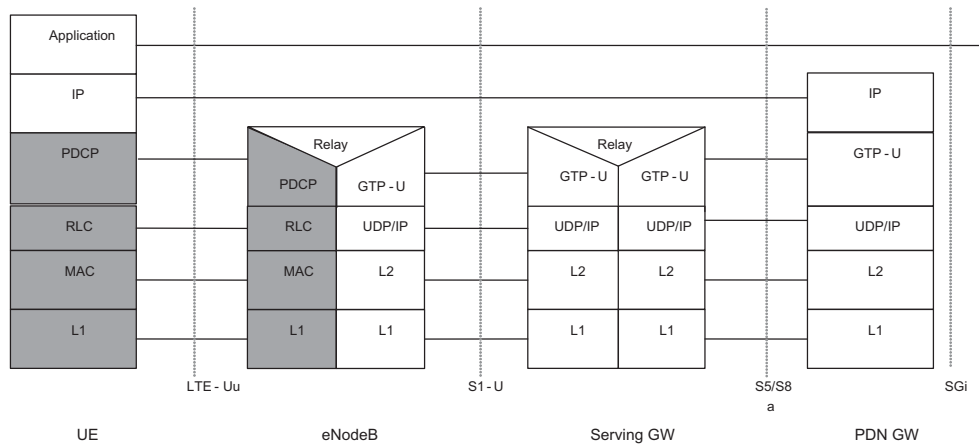 Application
IP
IP
PDCP
Relay
Relay
GTP - U
PDCP
GTP - U
GTP - U
GTP - U
RLC
RLC
UDP/IP
UDP/IP
UDP/IP
UDP/IP
MAC
MAC
L2
L2
L2
L2
L1
L1
L1
L1
L1
L1
LTE - Uu
S1 - U
S5/S8
a
SGi
UE
eNodeB
Serving GW
PDN GW